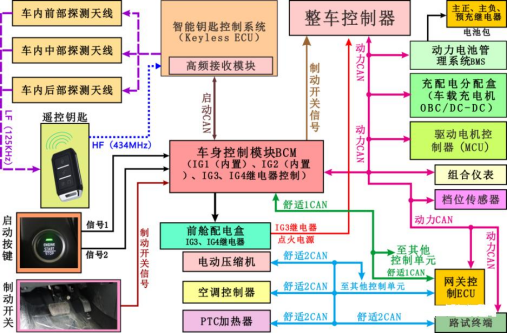 车内前部探测天线
车内中部探测天线
车内后部探测天线
LF（125KHz）
遥控钥匙
HF（434MHz）
智能钥匙控制系统
（Keyless ECU）
高频接收模块
启动CAN
制动开关信号
整车控制器
动力CAN
动力CAN
主正、主负、
预充继电器
电池包
动力电池管
理系统BMS
充配电分配盒
（车载充电机
OBC/DC-DC）
驱动电机控
制器（MCU）
组合仪表
档位传感器
动力CAN
动力CAN
动力CAN
车身控制模块BCM
（IG1（内置）、IG2（内置
）、IG3、IG4继电器控制）
舒适1CAN
启动按键
信号1
信号2
制动开关信号
制动开关
前舱配电盒
IG3、IG4继电器
IG3继电器
点火电源
至其他
控制单元
舒适1CAN
网关控
制ECU
电动压缩机
舒适2CAN
至其他控制单元
空调控制器
舒适2CAN
PTC加热器
舒适2CAN
舒适2CAN
路试终端